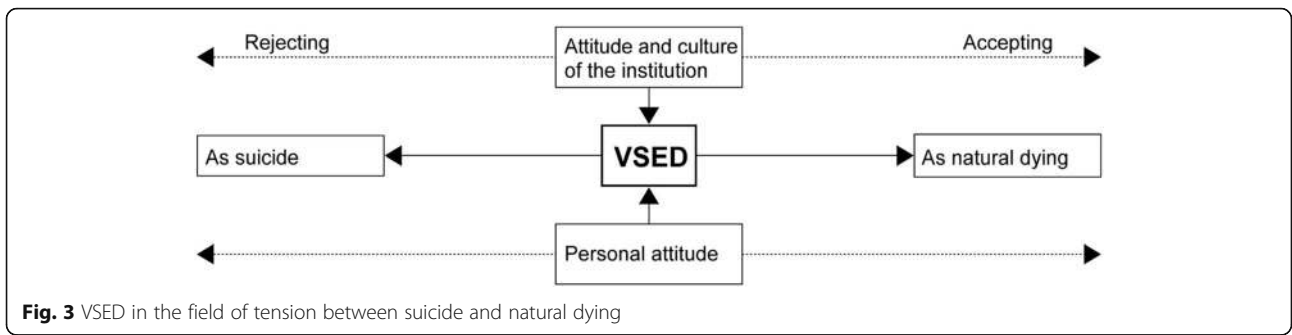 Rejecting
Attitude and culture
of the institution
Accepting
As suicide
VSED
As natural dying
Personal attitude
Fig. 3 VSED in the field of tension between suicide and natural dying